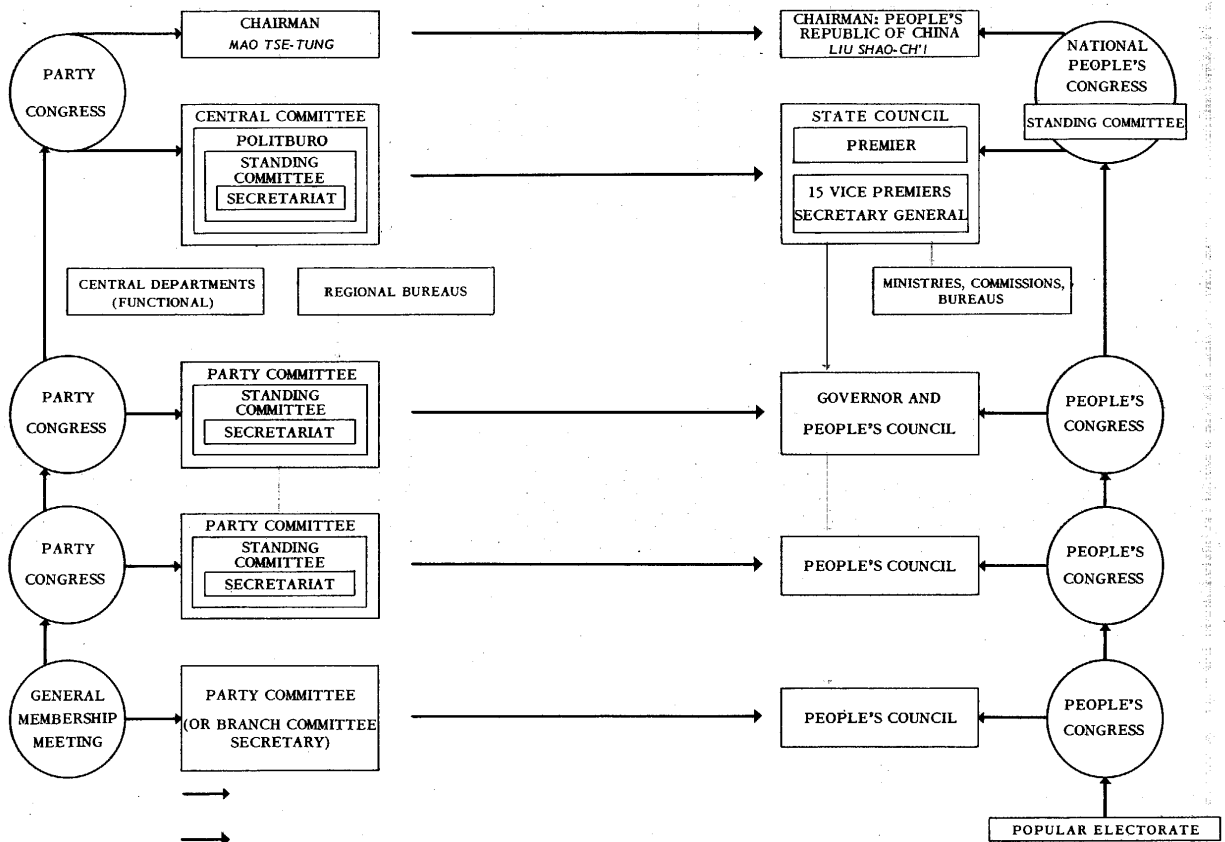 CHAIRMAN
MAO TSE-TUNG
CHAIRMAN: PEOPLE'S
REPUBLIC OF CHINA
LIU SHAO-CH'I
PARTY
CONGRESS
NATIONAL
PEOPLE'S
CONGRESS
STANDING COMMITTEE
CENTRAL COMMITTEE
POLITBURO
STANDING
COMMITTEE
SECRETARIAT
STATE COUNCIL
PREMIER
15 VICE PREMIERS
SECRETARY GENERAL
CENTRAL DEPARTMENTS
(FUNCTIONAL)
REGIONAL BUREAUS
MINISTRIES, COMMISSIONS,
BUREAUS
PARTY
CONGRESS
PARTY COMMITTEE
STANDING
COMMITTEE
SECRETARIAT
GOVERNOR AND
PEOPLE'S COUNCIL
PEOPLE'S
CONGRESS
PARTY
CONGRESS
PARTY COMMITTEE
STANDING
COMMITTEE
SECRETARIAT
PEOPLE'S COUNCIL
PEOPLE'S
CONGRESS
GENERAL
MEMBERSHIP
MEETING
PARTY COMMITTEE
(OR BRANCH COMMITTEE
SECRETARY)
PEOPLE'S COUNCIL
PEOPLE'S
CONGRESS
POPULAR ELECTORATE